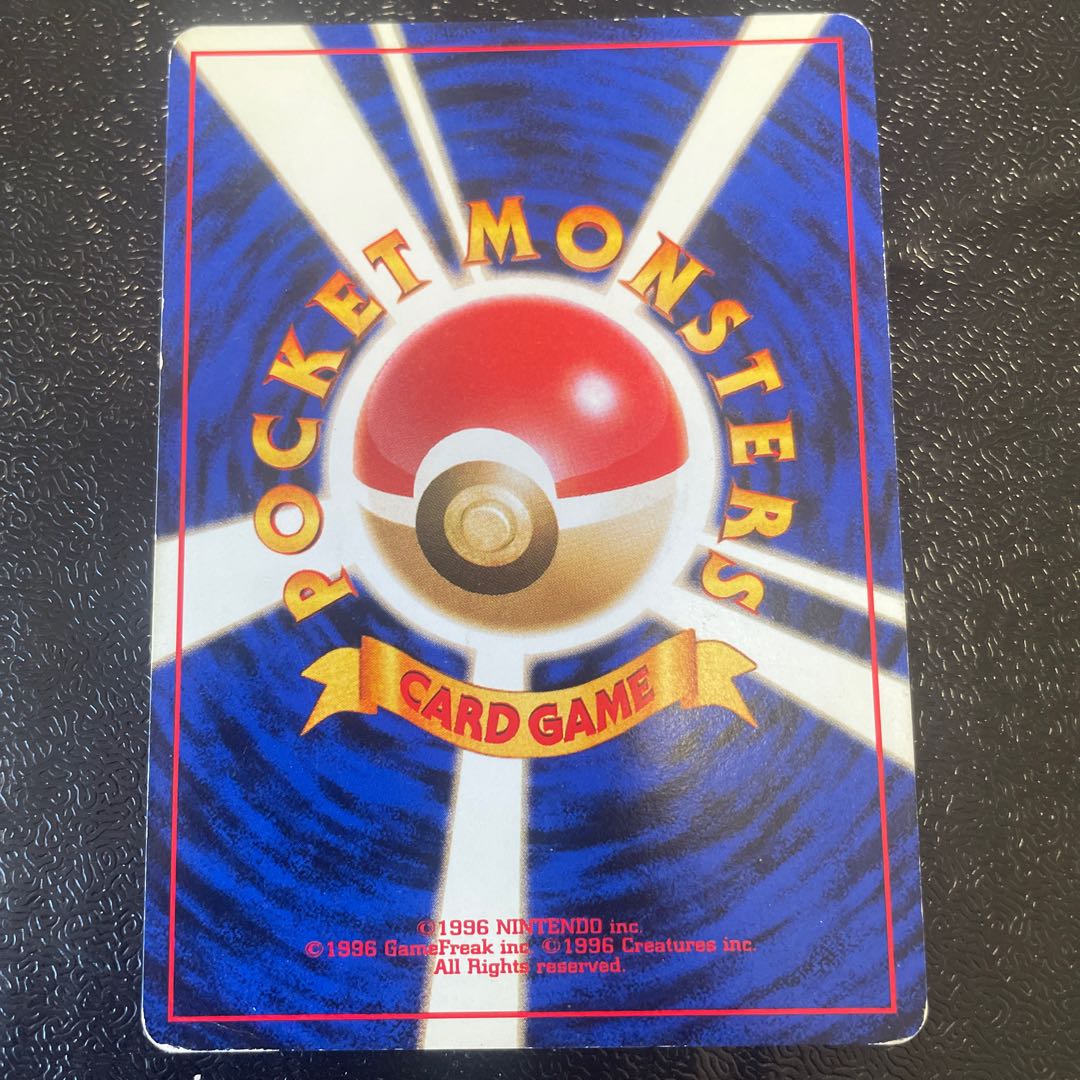 POCKET MONSTERS
CARD GAME
©1996 NINTENDO inc.
©1996 GameFreak inc. ©1996 Creatures inc.
All Rights reserved.